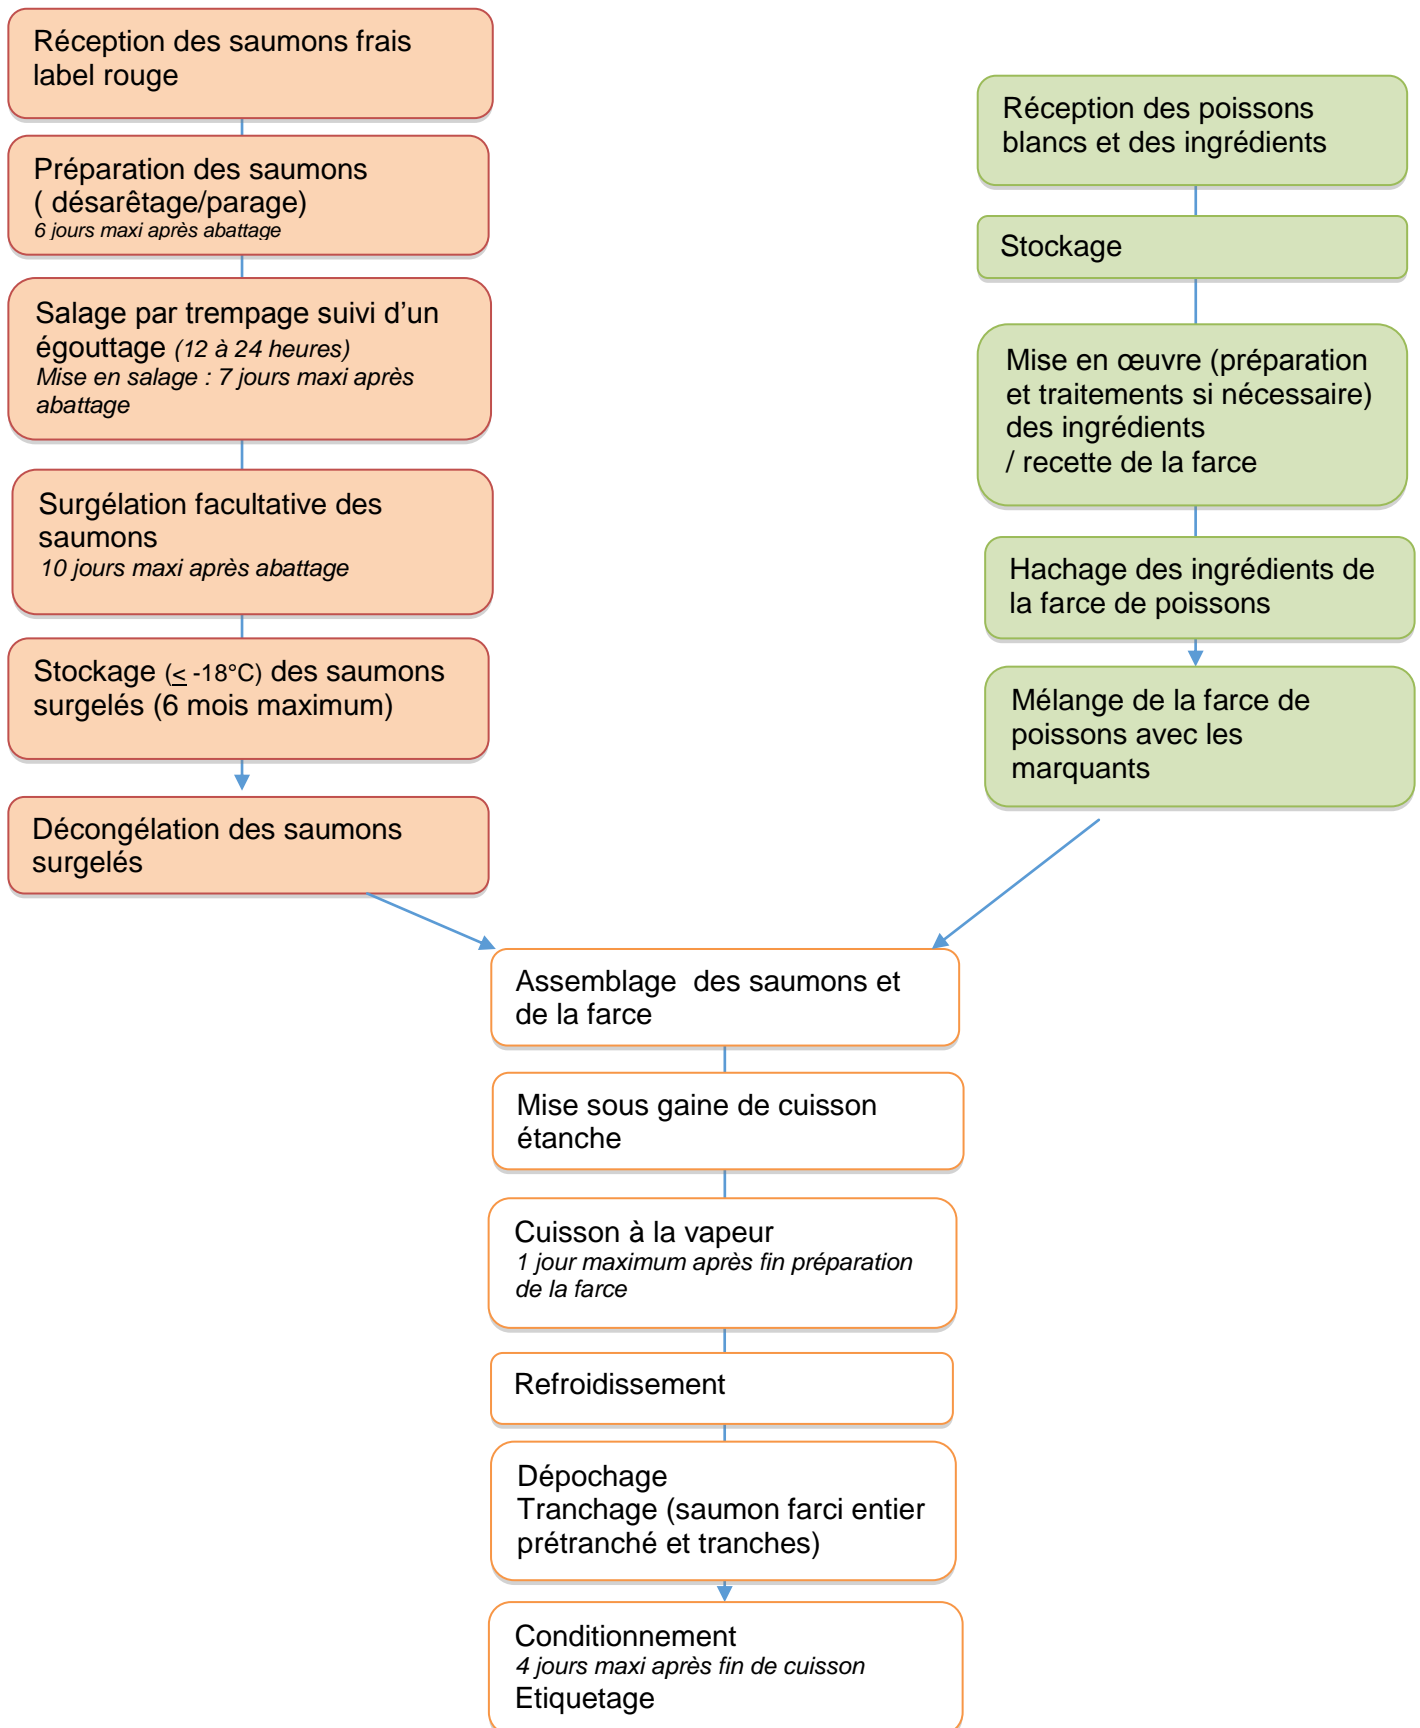 Réception des saumons frais
label rouge
Préparation des saumons
( désarêtage/parage)
6 jours maxi après abattage
Salage par trempage suivi d’un
égouttage (12 à 24 heures)
Mise en salage : 7 jours maxi après
abattage
Surgélation facultative des
saumons
10 jours maxi après abattage
Stockage (≤ -18°C) des saumons
surgelés (6 mois maximum)
Décongélation des saumons
surgelés
Réception des poissons
blancs et des ingrédients
Stockage
Mise en œuvre (préparation
et traitements si nécessaire)
des ingrédients
/ recette de la farce
Hachage des ingrédients de
la farce de poissons
Mélange de la farce de
poissons avec les
marquants
Assemblage  des saumons et
de la farce
Mise sous gaine de cuisson
étanche
Cuisson à la vapeur
1 jour maximum après fin préparation
de la farce
Refroidissement
Dépochage
Tranchage (saumon farci entier
prétranché et tranches)
Conditionnement
4 jours maxi après fin de cuisson
Etiquetage